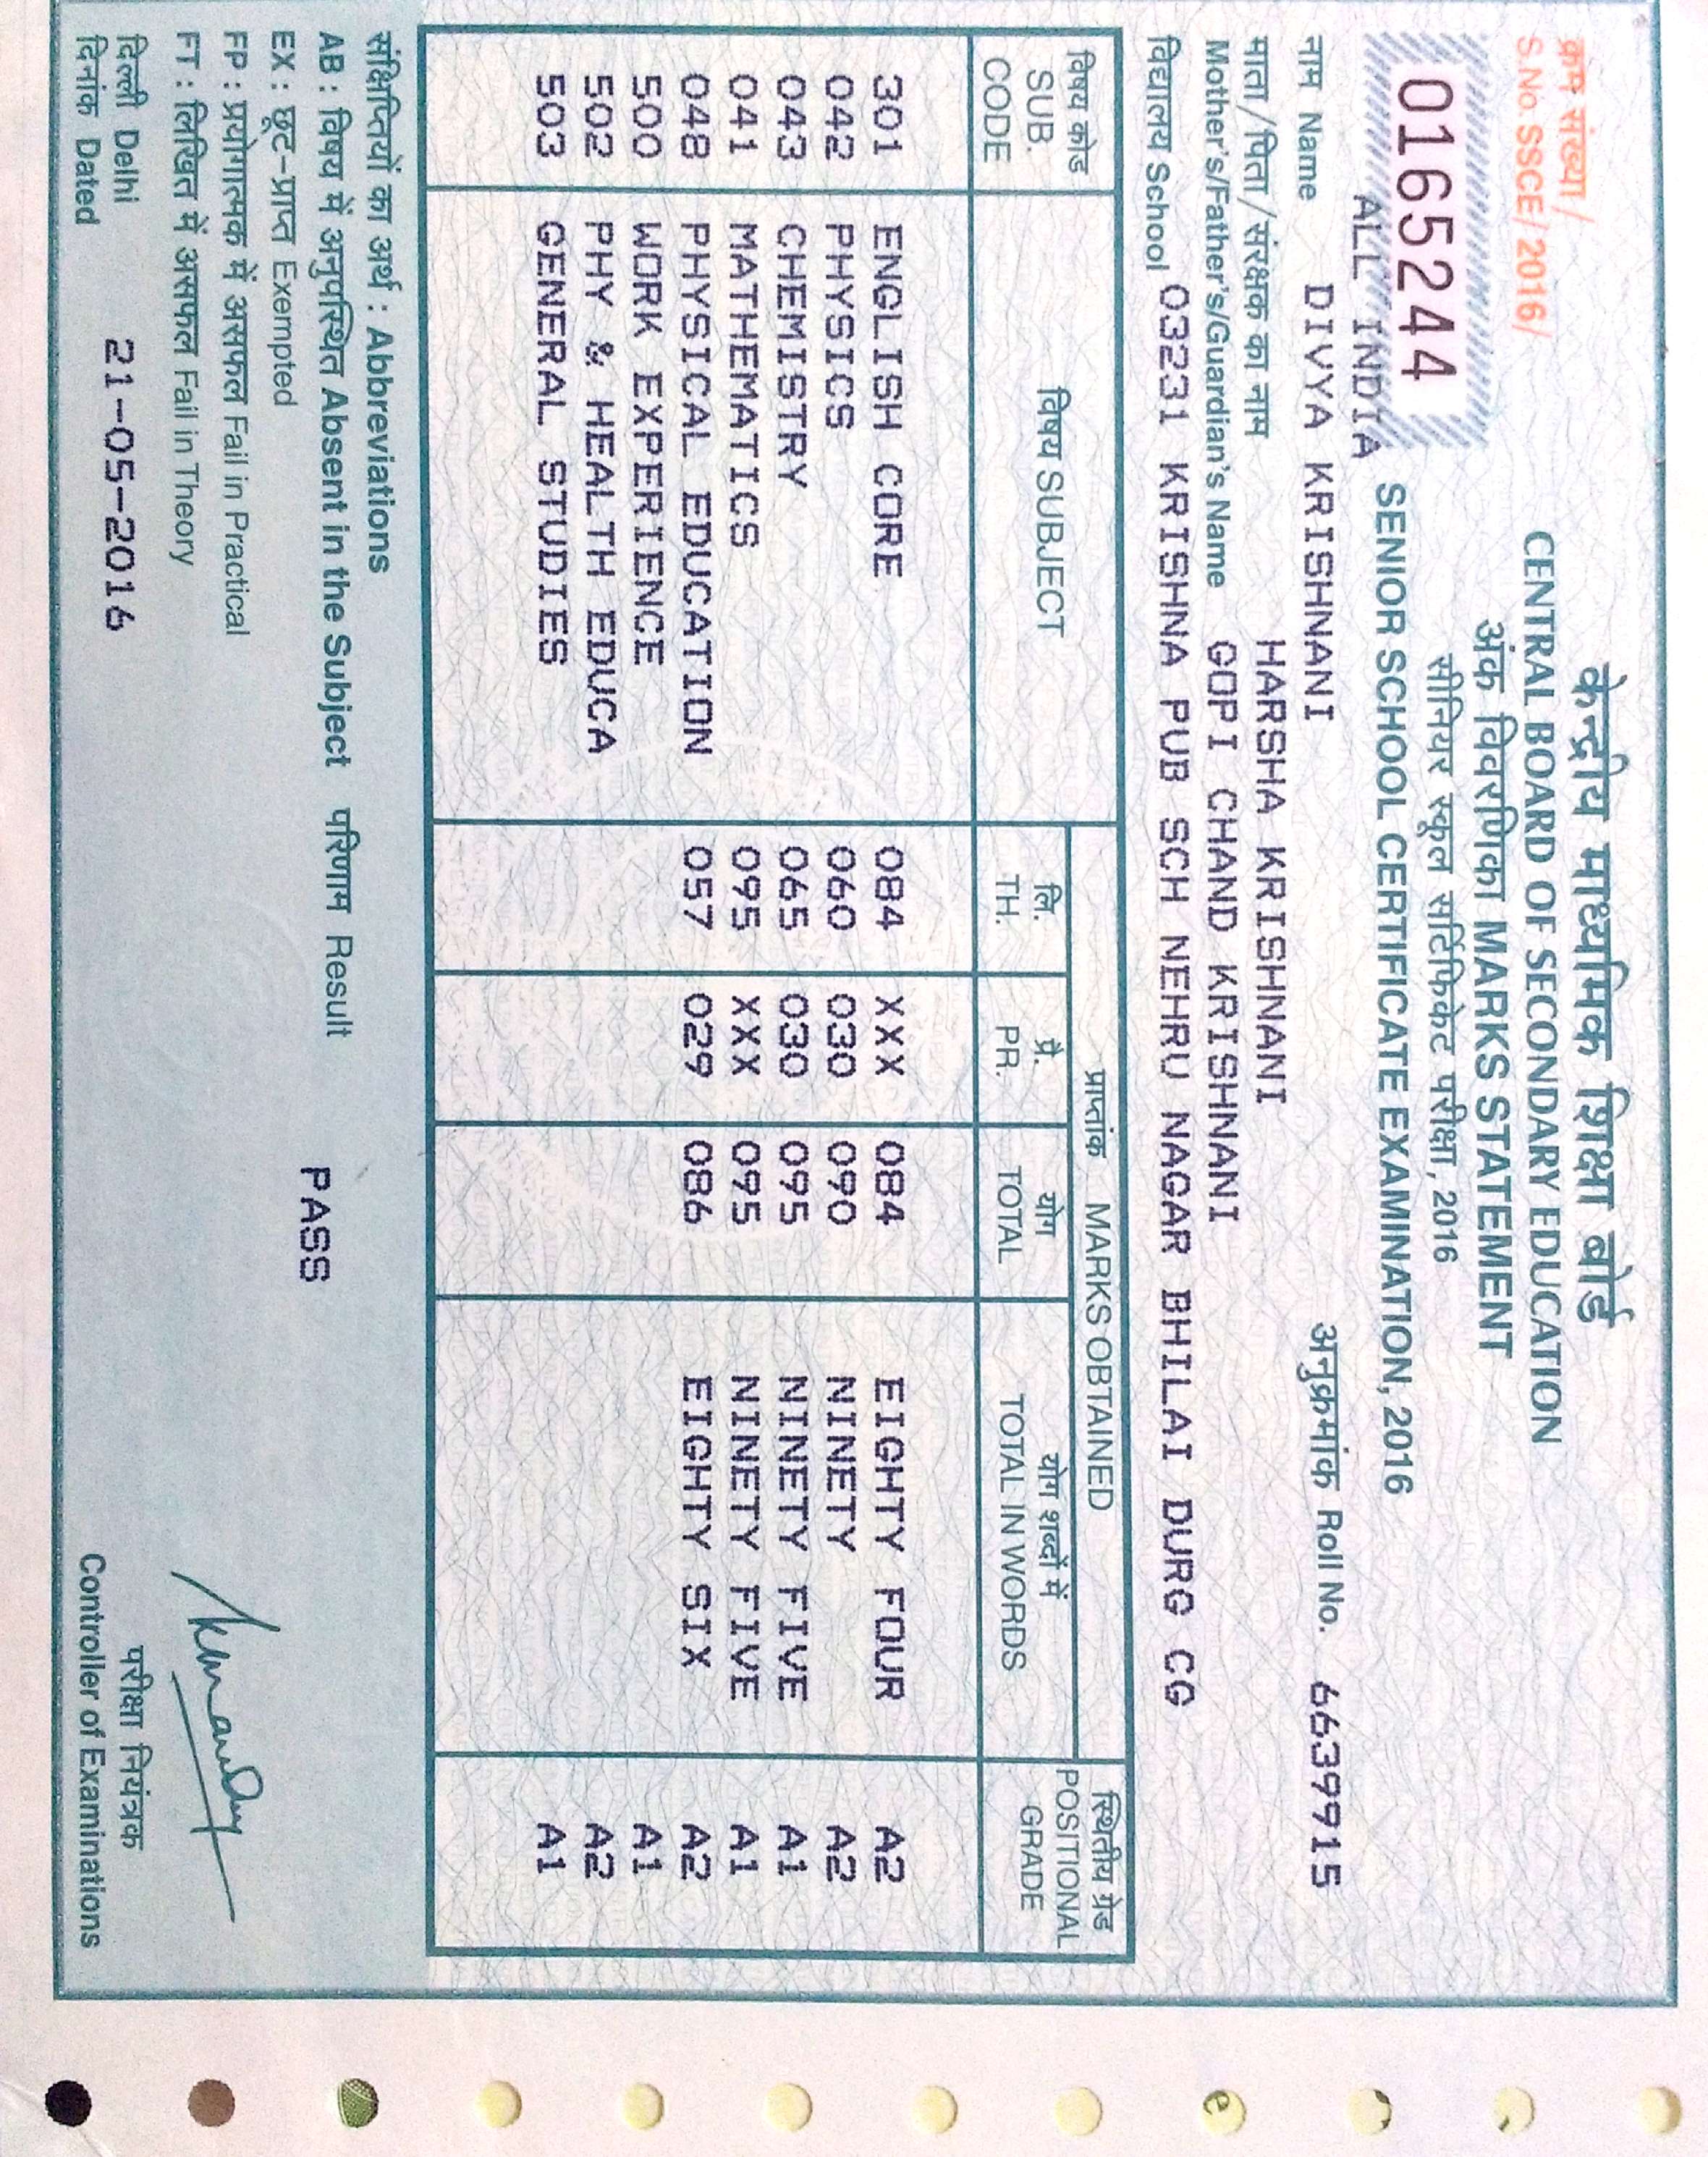 क्रम संख्या /
S.No. SSCE/ 2016/
0165244
केन्द्रीय माध्यमिक शिक्षा बोर्ड
CENTRAL BOARD OF SECONDARY EDUCATION
अंक विवरणिका MARKS STATEMENT
सीनियर स्कूल सर्टिफिकेट परीक्षा, 2016
SENIOR SCHOOL CERTIFICATE EXAMINATION, 2016
ALL INDIA
नाम Name DIVYA KRISHNANI अनुक्रमांक Roll No. 6639915
माता/पिता/संरक्षक का नाम HARSHA KRISHNANI
Mother's/Father's/Guardian's Name GOPI CHAND KRISHNANI
विद्यालय School 03231 KRISHNA PUB SCH NEHRU NAGAR BHILAI DURG CG
विषय कोड
SUB.
CODE
विषय SUBJECT
प्राप्तांक MARKS OBTAINED
लि.
TH.
प्रै.
PR.
योग
TOTAL
योग शब्दों में
TOTAL IN WORDS
स्थितीय ग्रेड
POSITIONAL
GRADE
301 ENGLISH CORE 084 XXX 084 EIGHTY FOUR A2
042 PHYSICS 060 030 090 NINETY A2
043 CHEMISTRY 065 030 095 NINETY FIVE A1
041 MATHEMATICS 095 XXX 095 NINETY FIVE A1
048 PHYSICAL EDUCATION 057 029 086 EIGHTY SIX A2
500 WORK EXPERIENCE A1
502 PHY & HEALTH EDUCA A2
503 GENERAL STUDIES A1
संक्षिप्तियों का अर्थ : Abbreviations
AB : विषय में अनुपस्थित Absent in the Subject परिणाम Result PASS
EX : छूट-प्राप्त Exempted
FP : प्रयोगात्मक में असफल Fail in Practical
FT : लिखित में असफल Fail in Theory
दिल्ली Delhi
दिनांक Dated 21-05-2016
परीक्षा नियंत्रक
Controller of Examinations